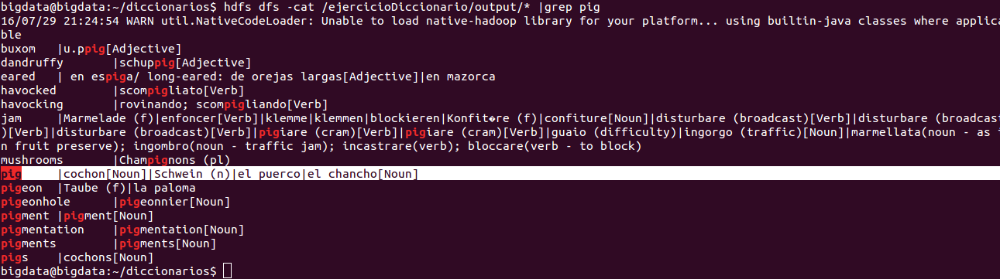 bigdata@bigdata:~/diccionarios$ hdfs dfs -cat /ejercicioDiccionario/output/* |grep pig
16/07/29 21:24:54 WARN util.NativeCodeLoader: Unable to load native-hadoop library for your platform... using builtin-java classes where applica
ble
buxom   |u.ppig[Adjective]
dandruffy       |schuppig[Adjective]
eared   | en espiga/ long-eared: de orejas largas[Adjective]|en mazorca
havocked        |scompigliato[Verb]
havocking       |rovinando; scompigliando[Verb]
jam     |Marmelade (f)|enfoncer[Verb]|klemme|klemmen|blockieren|Konfit�re (f)|confiture[Noun]|disturbare (broadcast)[Verb]|disturbare (broadcast
)[Verb]|disturbare (broadcast)[Verb]|pigiare (cram)[Verb]|pigiare (cram)[Verb]|guaio (difficulty)|ingorgo (traffic)[Noun]|marmellata(noun - as i
n fruit preserve); ingombro(noun - traffic jam); incastrare(verb); bloccare(verb - to block)
mushrooms       |Champignons (pl)
pig     |cochon[Noun]|Schwein (n)|el puerco|el chancho[Noun]
pigeon  |Taube (f)|la paloma
pigeonhole      |pigeonnier[Noun]
pigment |pigment[Noun]
pigmentation    |pigmentation[Noun]
pigments        |pigments[Noun]
pigs    |cochons[Noun]
bigdata@bigdata:~/diccionarios$